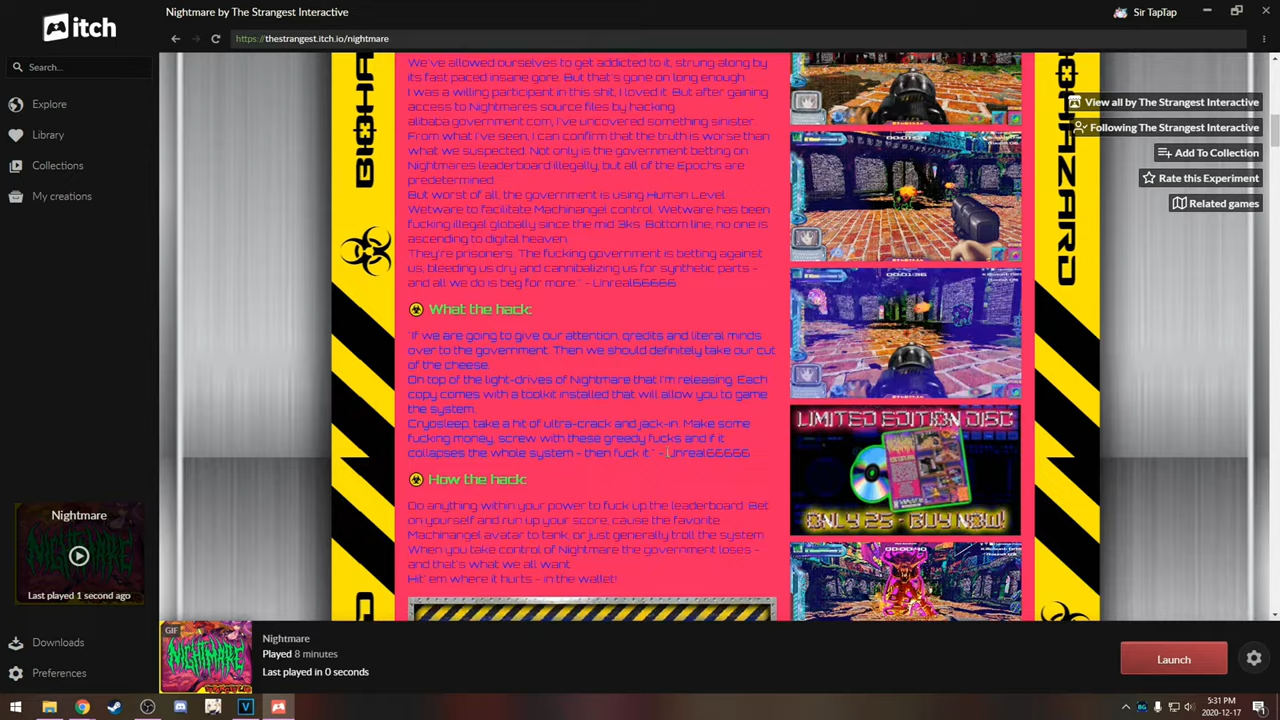 Nightmare by The Strangest Interactive
Sir TapTap
itch
https://thestrangest.itch.io/nightmare
Search...
Explore
Library
Collections
My creations
We've allowed ourselves to get addicted to it, strung along by
its fast paced insane gore. But that's gone on long enough
I was a willing participant in this shit, I loved it. But after gaining
access to Nightmares source files by hacking
alibaba government com, I've uncovered something sinister
From what I've seen, I can confirm that the truth is worse than
what we suspected. Not only is the government betting on
Nightmares leaderboard illegally, but all of the Epochs are
predetermined.
But worst of all, the government is using Human Level
Wetware to facilitate Machinangel control. Wetware has been
fucking illegal globally since the mid 3ks. Bottom line, no one is
ascending to digital heaven
They're prisoners. The fucking government is betting against
us, bleeding us dry and cannibalizing us for synthetic parts -
and all we do is beg for more." - Unreal66666
What the hack:
"If we are going to give our attention, qredits and literal minds
over to the government. Then we should definitely take our cut
of the cheese.
On top of the light-drives of Nightmare that I'm releasing. Each
copy comes with a toolkit installed that will allow you to game
the system.
Cryosleep, take a hit of ultra-crack and jack-in. Make some
fucking money, screw with these greedy fucks and if it
collapses the whole system - then fuck it." - Unreal66666
How the hack:
Do anything within your power to fuck up the leaderboard. Bet
on yourself and run up your score, cause the favorite
Machinangel avatar to tank, or just generally troll the system
When you take control of Nightmare the government loses -
and that's what we all want
Hit' em where it hurts - in the wallet!
BIOHAZARD
00:01:36
LIMITED EDITION DISC
ONLY 25 - BUY NOW!
00:00:40
View all by The Strangest Interactive
Following The Strangest Interactive
Add To Collection
Rate this Experiment
Related games
Nightmare
Last played 1 second ago
Downloads
Preferences
GIF
NIGHTMARE
Nightmare
Played 8 minutes
Last played in 0 seconds
Launch
5:31 PM
2020-12-17